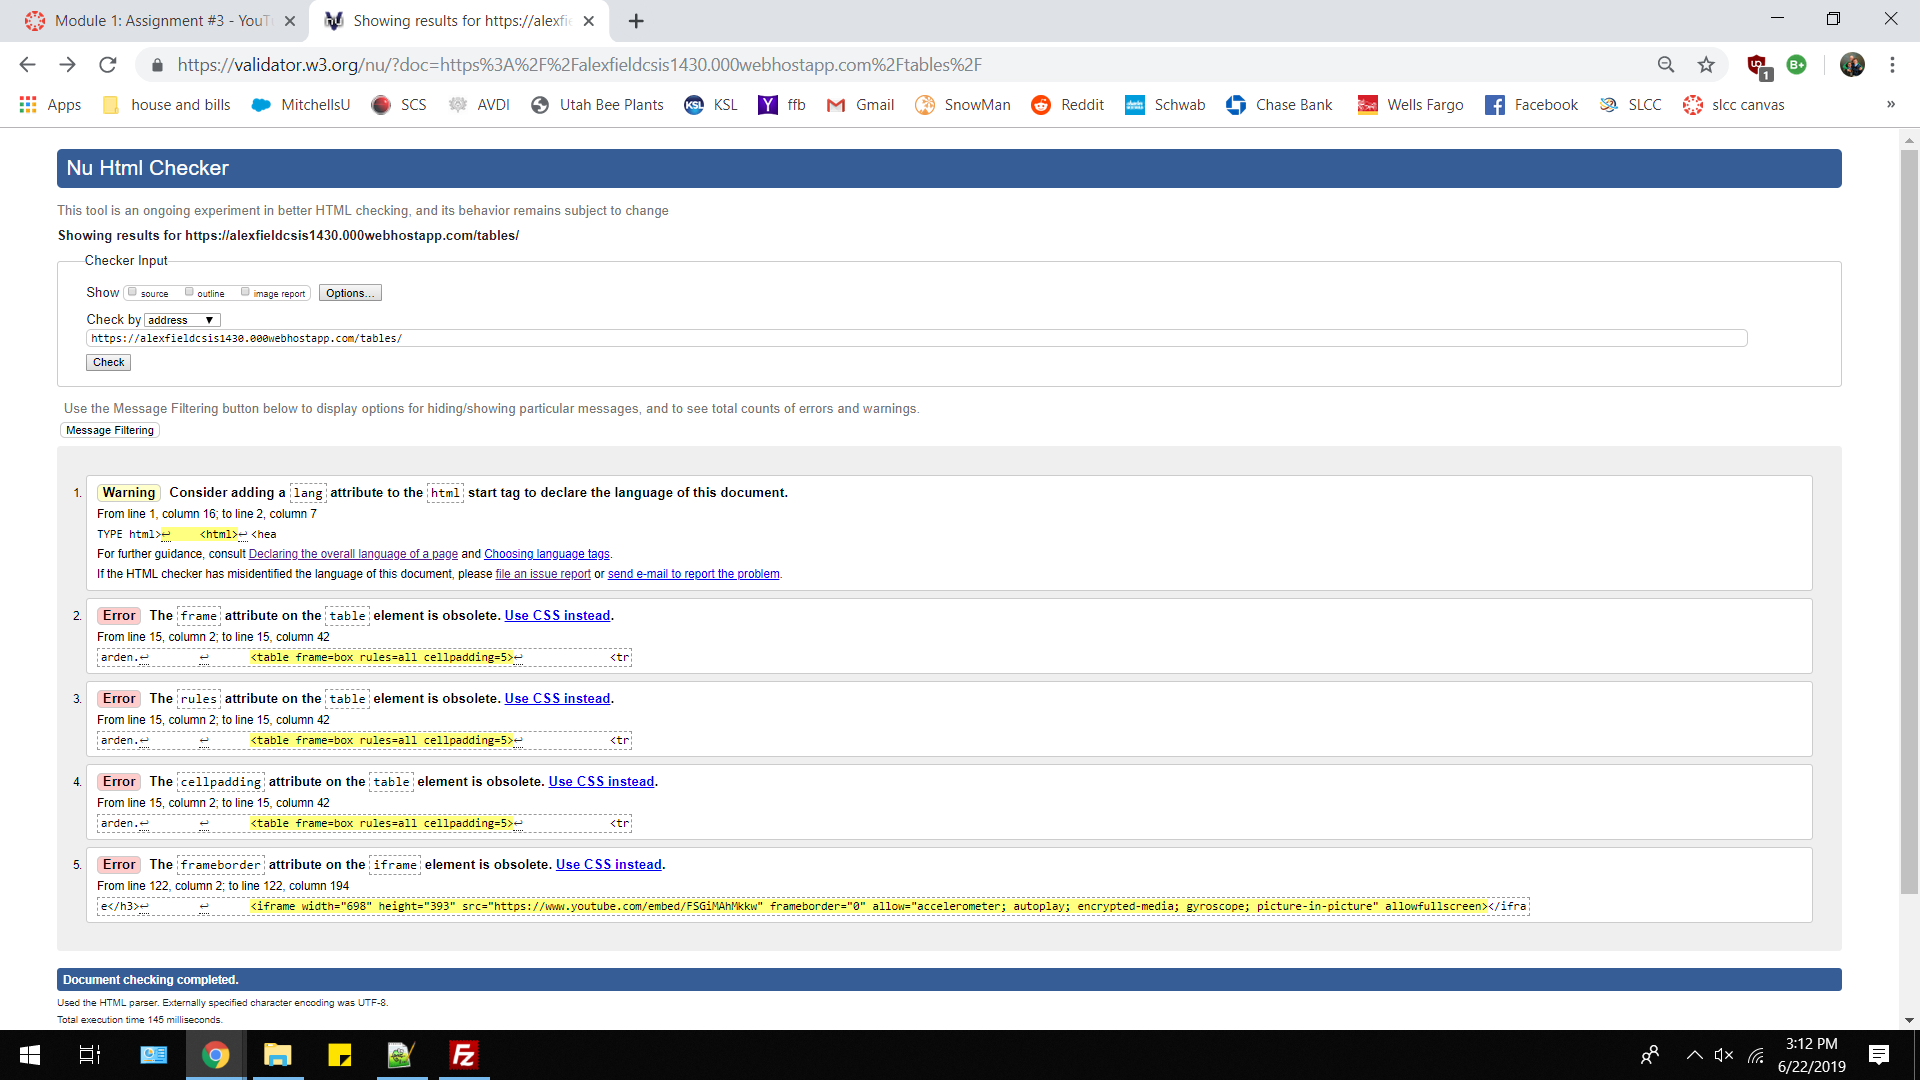 Module 1: Assignment #3 - YouT
Showing results for https://alexfi
https://validator.w3.org/nu/?doc=https%3A%2F%2Falexfieldcsis1430.000webhostapp.com%2Ftables%2F
1
B+
Apps house and bills MitchellsU SCS AVDI Utah Bee Plants KSL ffb Gmail SnowMan Reddit Schwab Chase Bank Wells Fargo Facebook SLCC slcc canvas »
Nu Html Checker
This tool is an ongoing experiment in better HTML checking, and its behavior remains subject to change
Showing results for https://alexfieldcsis1430.000webhostapp.com/tables/
Checker Input
Show source outline image report Options...
Check by address ▼
https://alexfieldcsis1430.000webhostapp.com/tables/
Check
Use the Message Filtering button below to display options for hiding/showing particular messages, and to see total counts of errors and warnings.
Message Filtering
1. Warning Consider adding a lang attribute to the html start tag to declare the language of this document.
From line 1, column 16; to line 2, column 7
TYPE html>↩ <html>↩ <hea
For further guidance, consult Declaring the overall language of a page and Choosing language tags.
If the HTML checker has misidentified the language of this document, please file an issue report or send e-mail to report the problem.
2. Error The frame attribute on the table element is obsolete. Use CSS instead.
From line 15, column 2; to line 15, column 42
arden.↩ ↩ <table frame=box rules=all cellpadding=5>↩ <tr
3. Error The rules attribute on the table element is obsolete. Use CSS instead.
From line 15, column 2; to line 15, column 42
arden.↩ ↩ <table frame=box rules=all cellpadding=5>↩ <tr
4. Error The cellpadding attribute on the table element is obsolete. Use CSS instead.
From line 15, column 2; to line 15, column 42
arden.↩ ↩ <table frame=box rules=all cellpadding=5>↩ <tr
5. Error The frameborder attribute on the iframe element is obsolete. Use CSS instead.
From line 122, column 2; to line 122, column 194
e</h3>↩ ↩ <iframe width="698" height="393" src="https://www.youtube.com/embed/FSGiMAhMkkw" frameborder="0" allow="accelerometer; autoplay; encrypted-media; gyroscope; picture-in-picture" allowfullscreen></ifra
Document checking completed.
Used the HTML parser. Externally specified character encoding was UTF-8.
Total execution time 145 milliseconds.
3:12 PM
6/22/2019